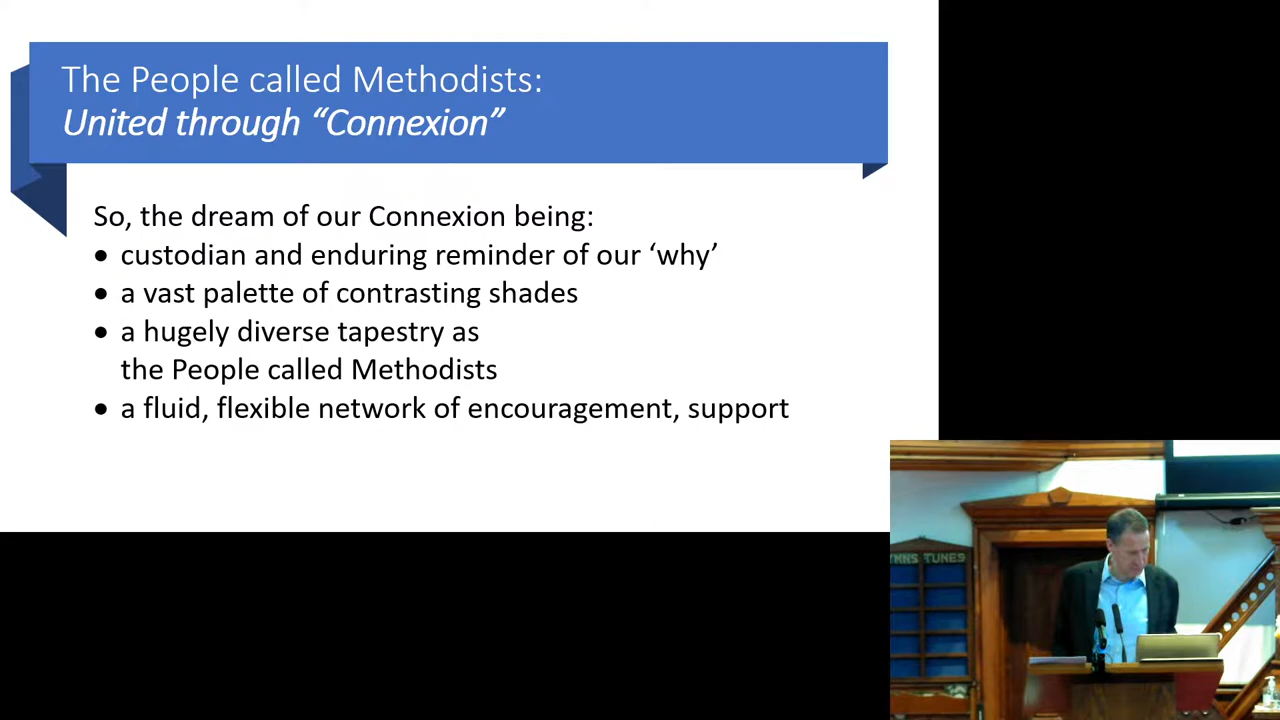 The People called Methodists:
United through “Connexion”
So, the dream of our Connexion being:
• custodian and enduring reminder of our ‘why’
• a vast palette of contrasting shades
• a hugely diverse tapestry as
the People called Methodists
• a fluid, flexible network of encouragement, support
TUNES